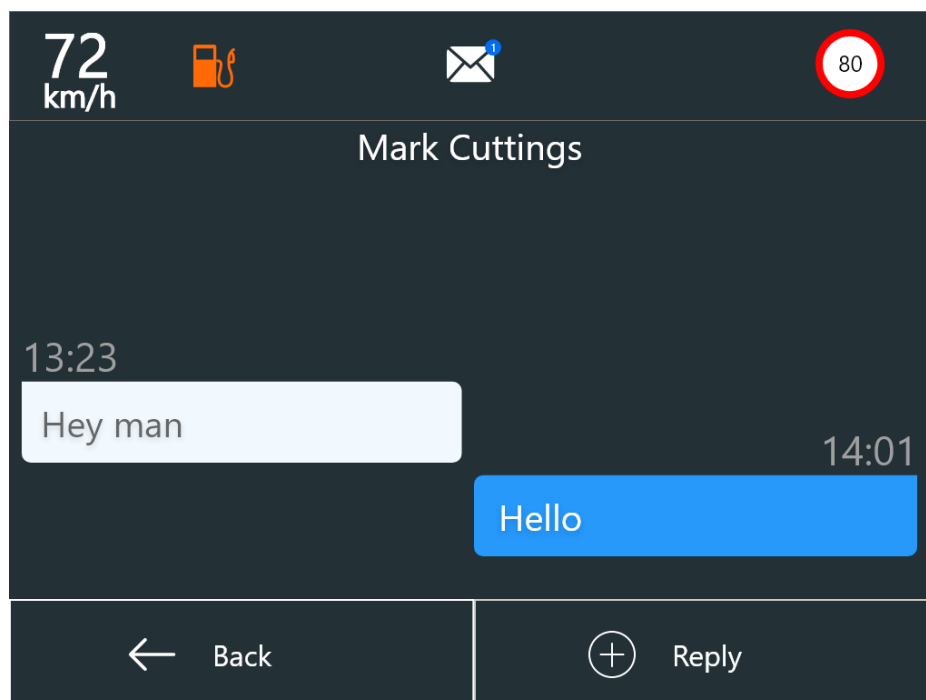 72
km/h
1
80
Mark Cuttings
13:23
Hey man
14:01
Hello
Back
Reply